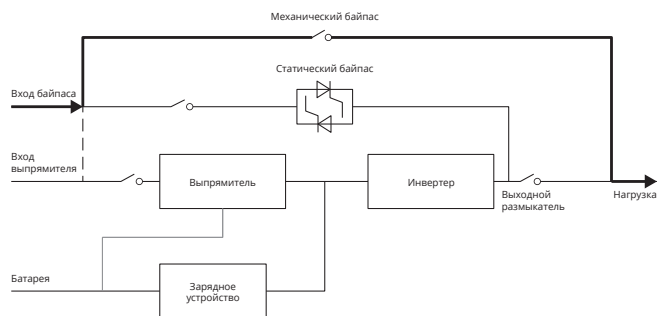 Механический байпас
Статический байпас
Вход байпаса
Вход
выпрямителя
Выпрямитель
Инвертер
Выходной
размыкатель
Нагрузка
Батарея
Зарядное
устройство